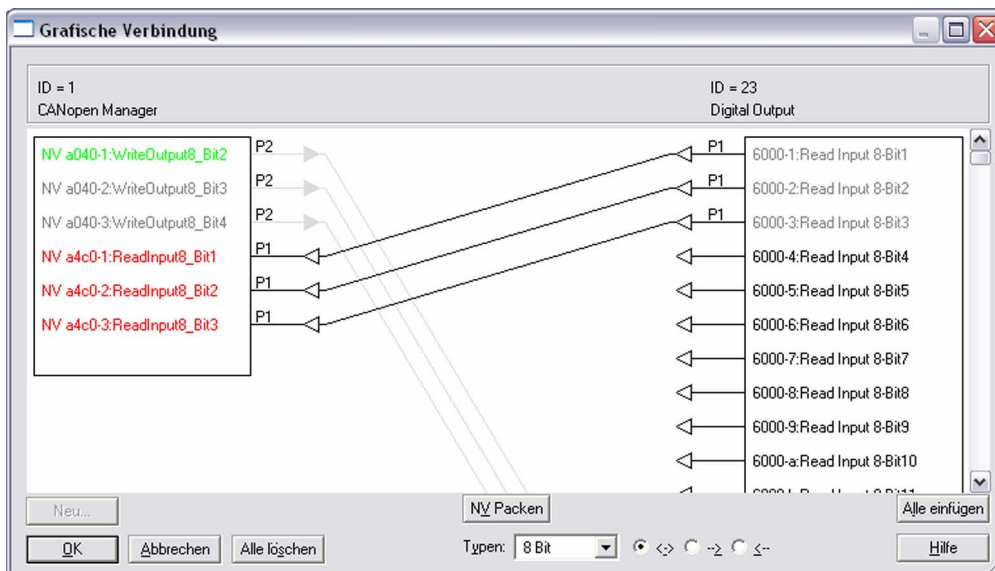 Grafische Verbindung
ID = 1
CANopen Manager
ID = 23
Digital Output
NV a040-1:WriteOutput8_Bit2
P2
NV a040-2:WriteOutput8_Bit3
P2
NV a040-3:WriteOutput8_Bit4
P2
NV a4c0-1:ReadInput8_Bit1
P1
NV a4c0-2:ReadInput8_Bit2
P1
NV a4c0-3:ReadInput8_Bit3
P1
P1
6000-1:Read Input 8-Bit1
P1
6000-2:Read Input 8-Bit2
P1
6000-3:Read Input 8-Bit3
6000-4:Read Input 8-Bit4
6000-5:Read Input 8-Bit5
6000-6:Read Input 8-Bit6
6000-7:Read Input 8-Bit7
6000-8:Read Input 8-Bit8
6000-9:Read Input 8-Bit9
6000-a:Read Input 8-Bit10
Neu...
NV Packen
Alle einfügen
OK
Abbrechen
Alle löschen
Typen: 8 Bit <-> --> <--
Hilfe